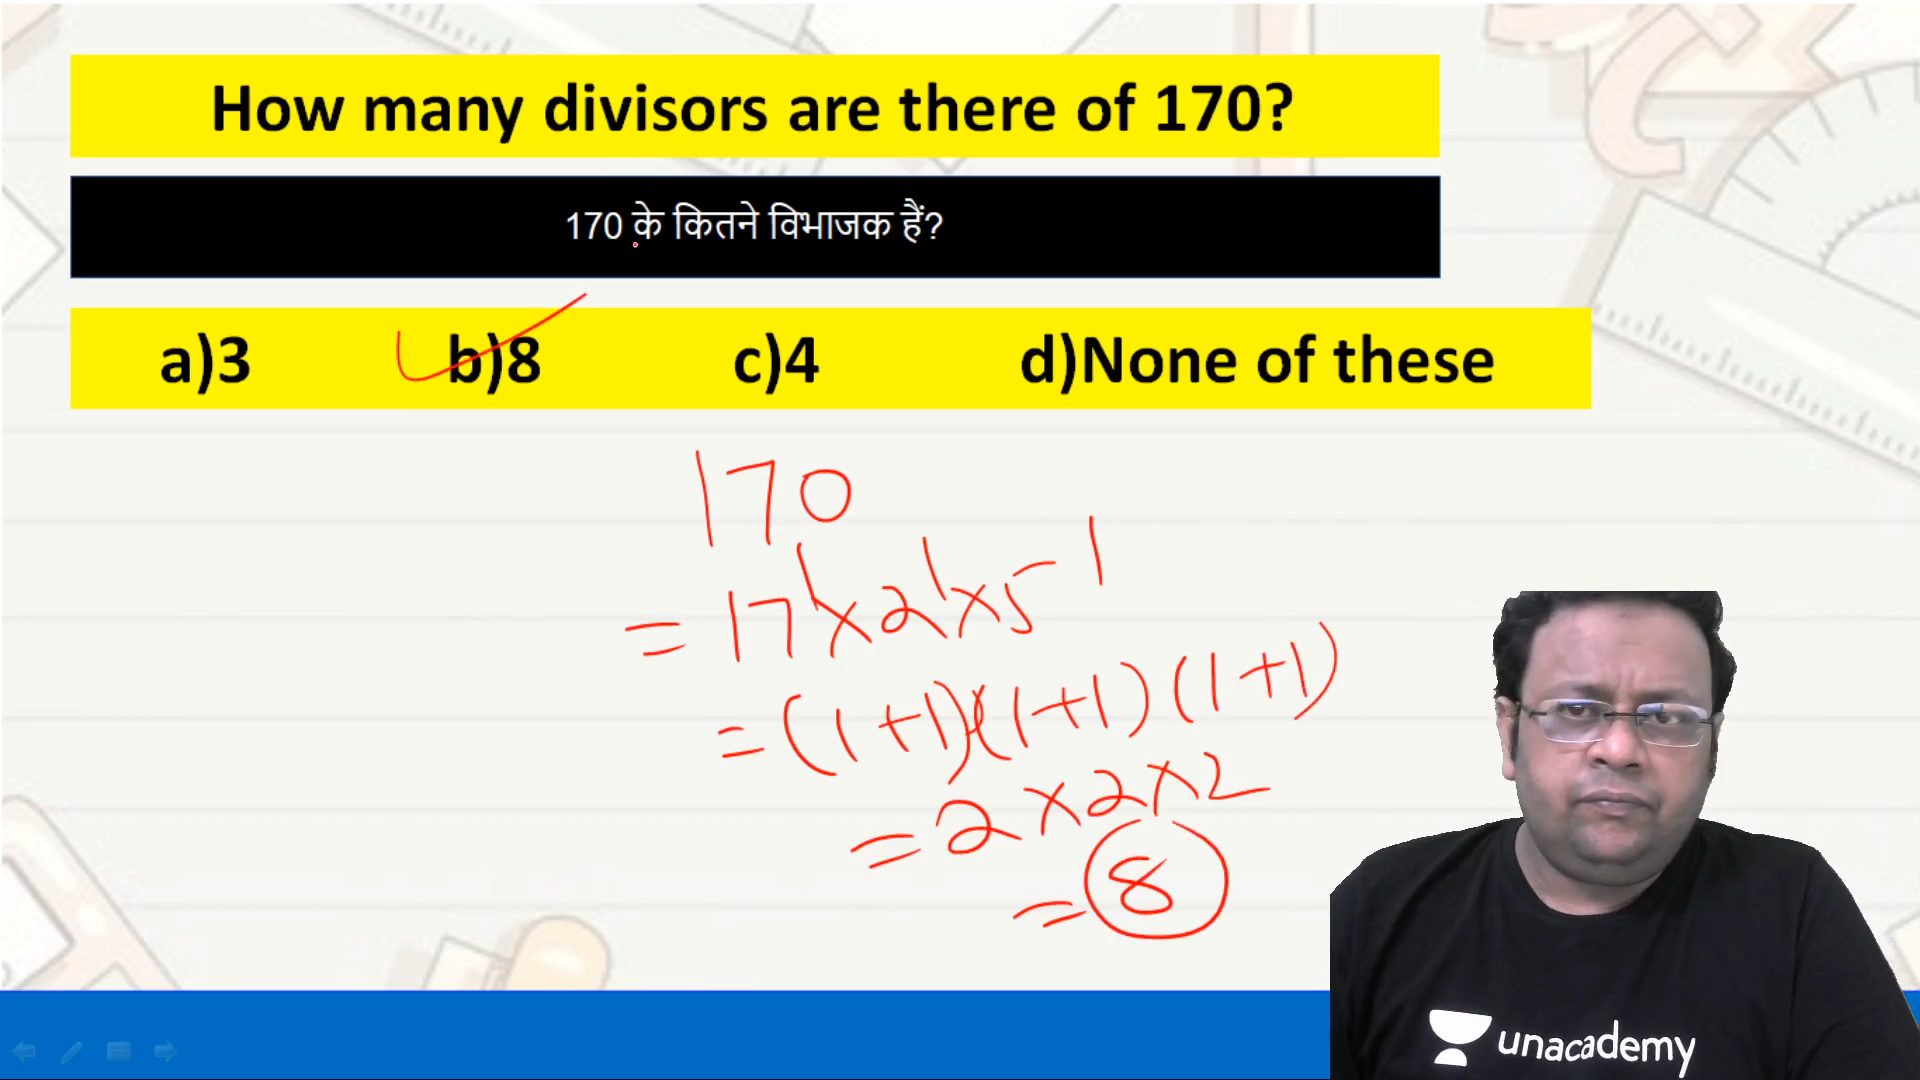 How many divisors are there of 170?
170 के कितने विभाजक हैं?
a)3 b)8 c)4 d)None of these
170
= 17¹×2¹×5¹
= (1+1)(1+1)(1+1)
= 2×2×2
= 8
unacademy